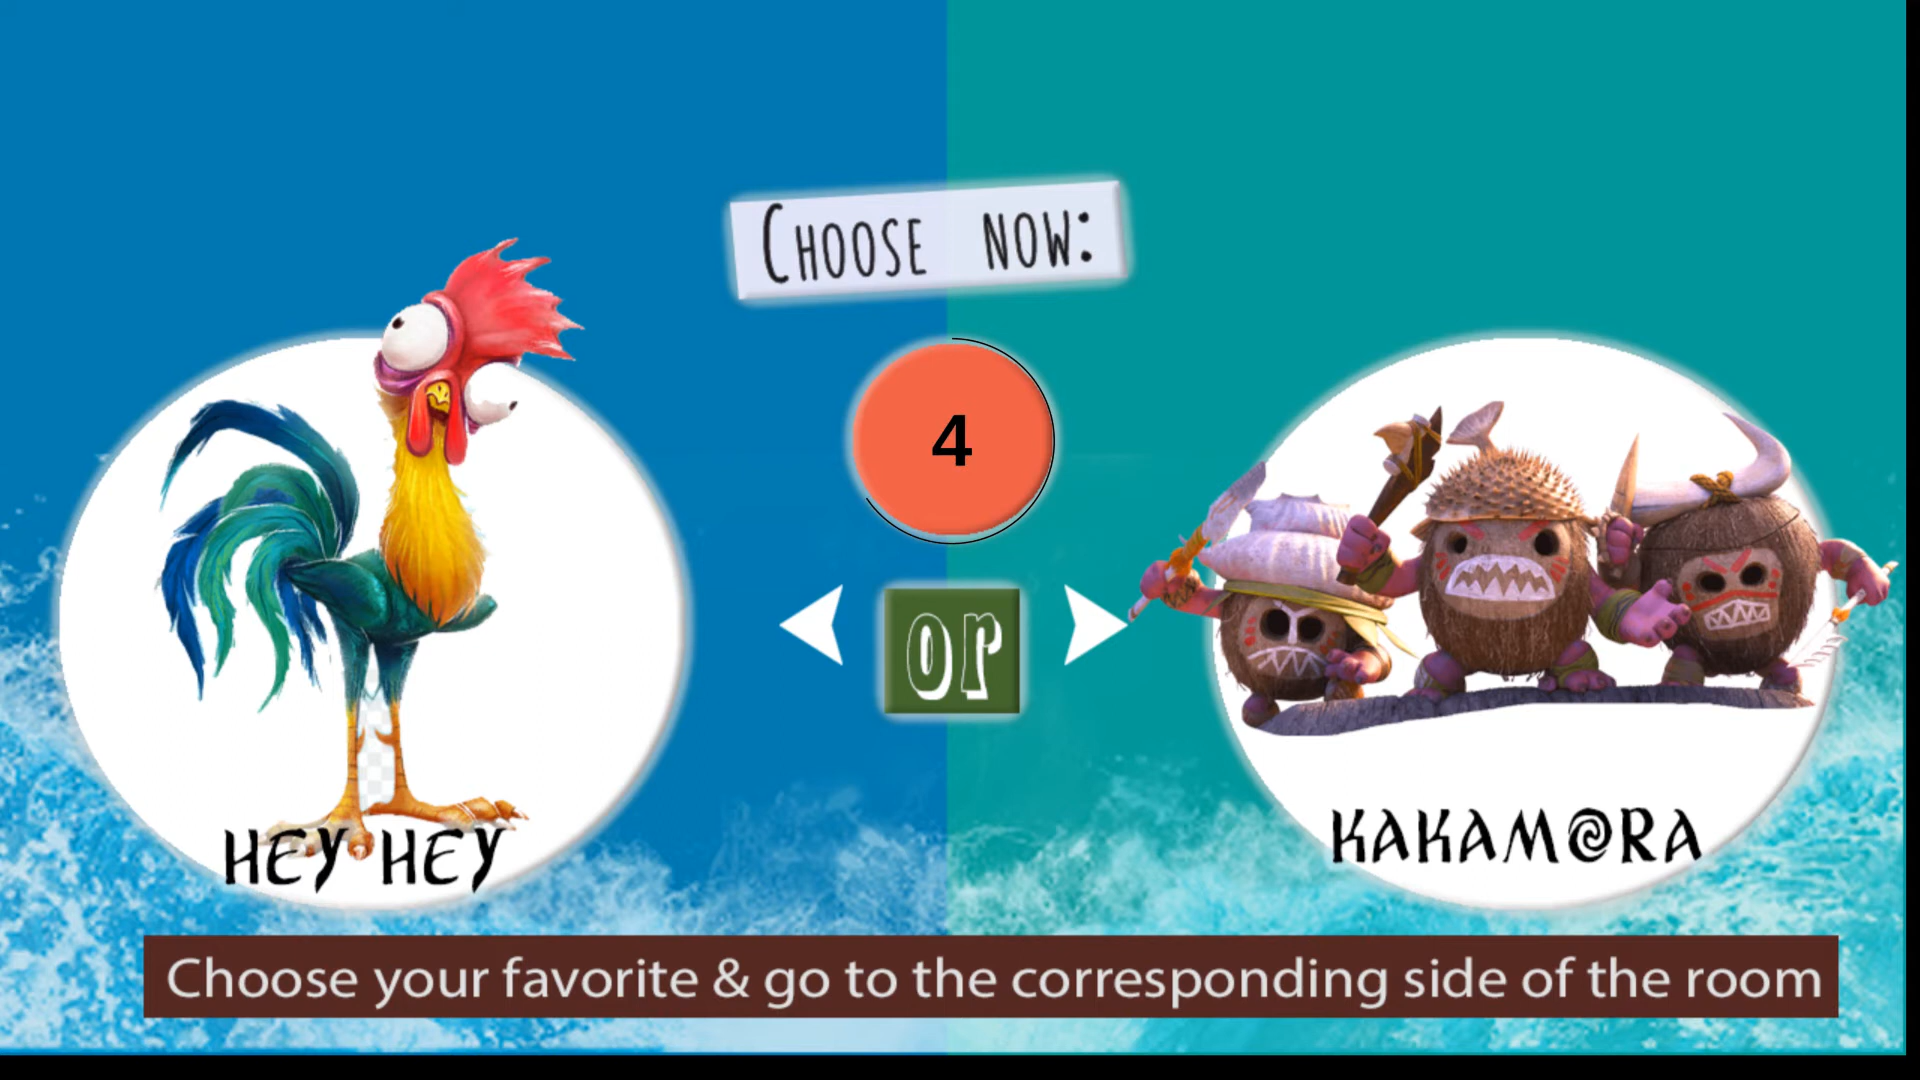 Choose now:
4
or
HEY HEY
KAKAMORA
Choose your favorite & go to the corresponding side of the room